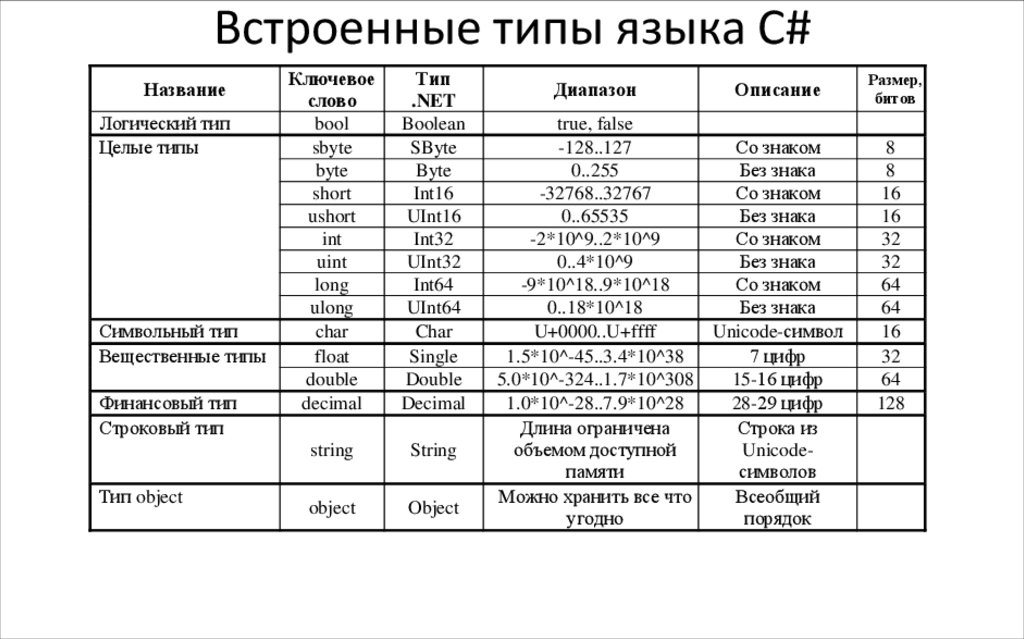 Встроенные типы языка C#
Название Ключевое слово Тип .NET Диапазон Описание Размер, битов
Логический тип bool Boolean true, false
Целые типы sbyte SByte -128..127 Со знаком 8
byte Byte 0..255 Без знака 8
short Int16 -32768..32767 Со знаком 16
ushort UInt16 0..65535 Без знака 16
int Int32 -2*10^9..2*10^9 Со знаком 32
uint UInt32 0..4*10^9 Без знака 32
long Int64 -9*10^18..9*10^18 Со знаком 64
ulong UInt64 0..18*10^18 Без знака 64
Символьный тип char Char U+0000..U+ffff Unicode-символ 16
Вещественные типы float Single 1.5*10^-45..3.4*10^38 7 цифр 32
double Double 5.0*10^-324..1.7*10^308 15-16 цифр 64
Финансовый тип decimal Decimal 1.0*10^-28..7.9*10^28 28-29 цифр 128
Строковый тип string String Длина ограничена объемом доступной памяти Строка из Unicode-символов
Тип object object Object Можно хранить все что угодно Всеобщий порядок